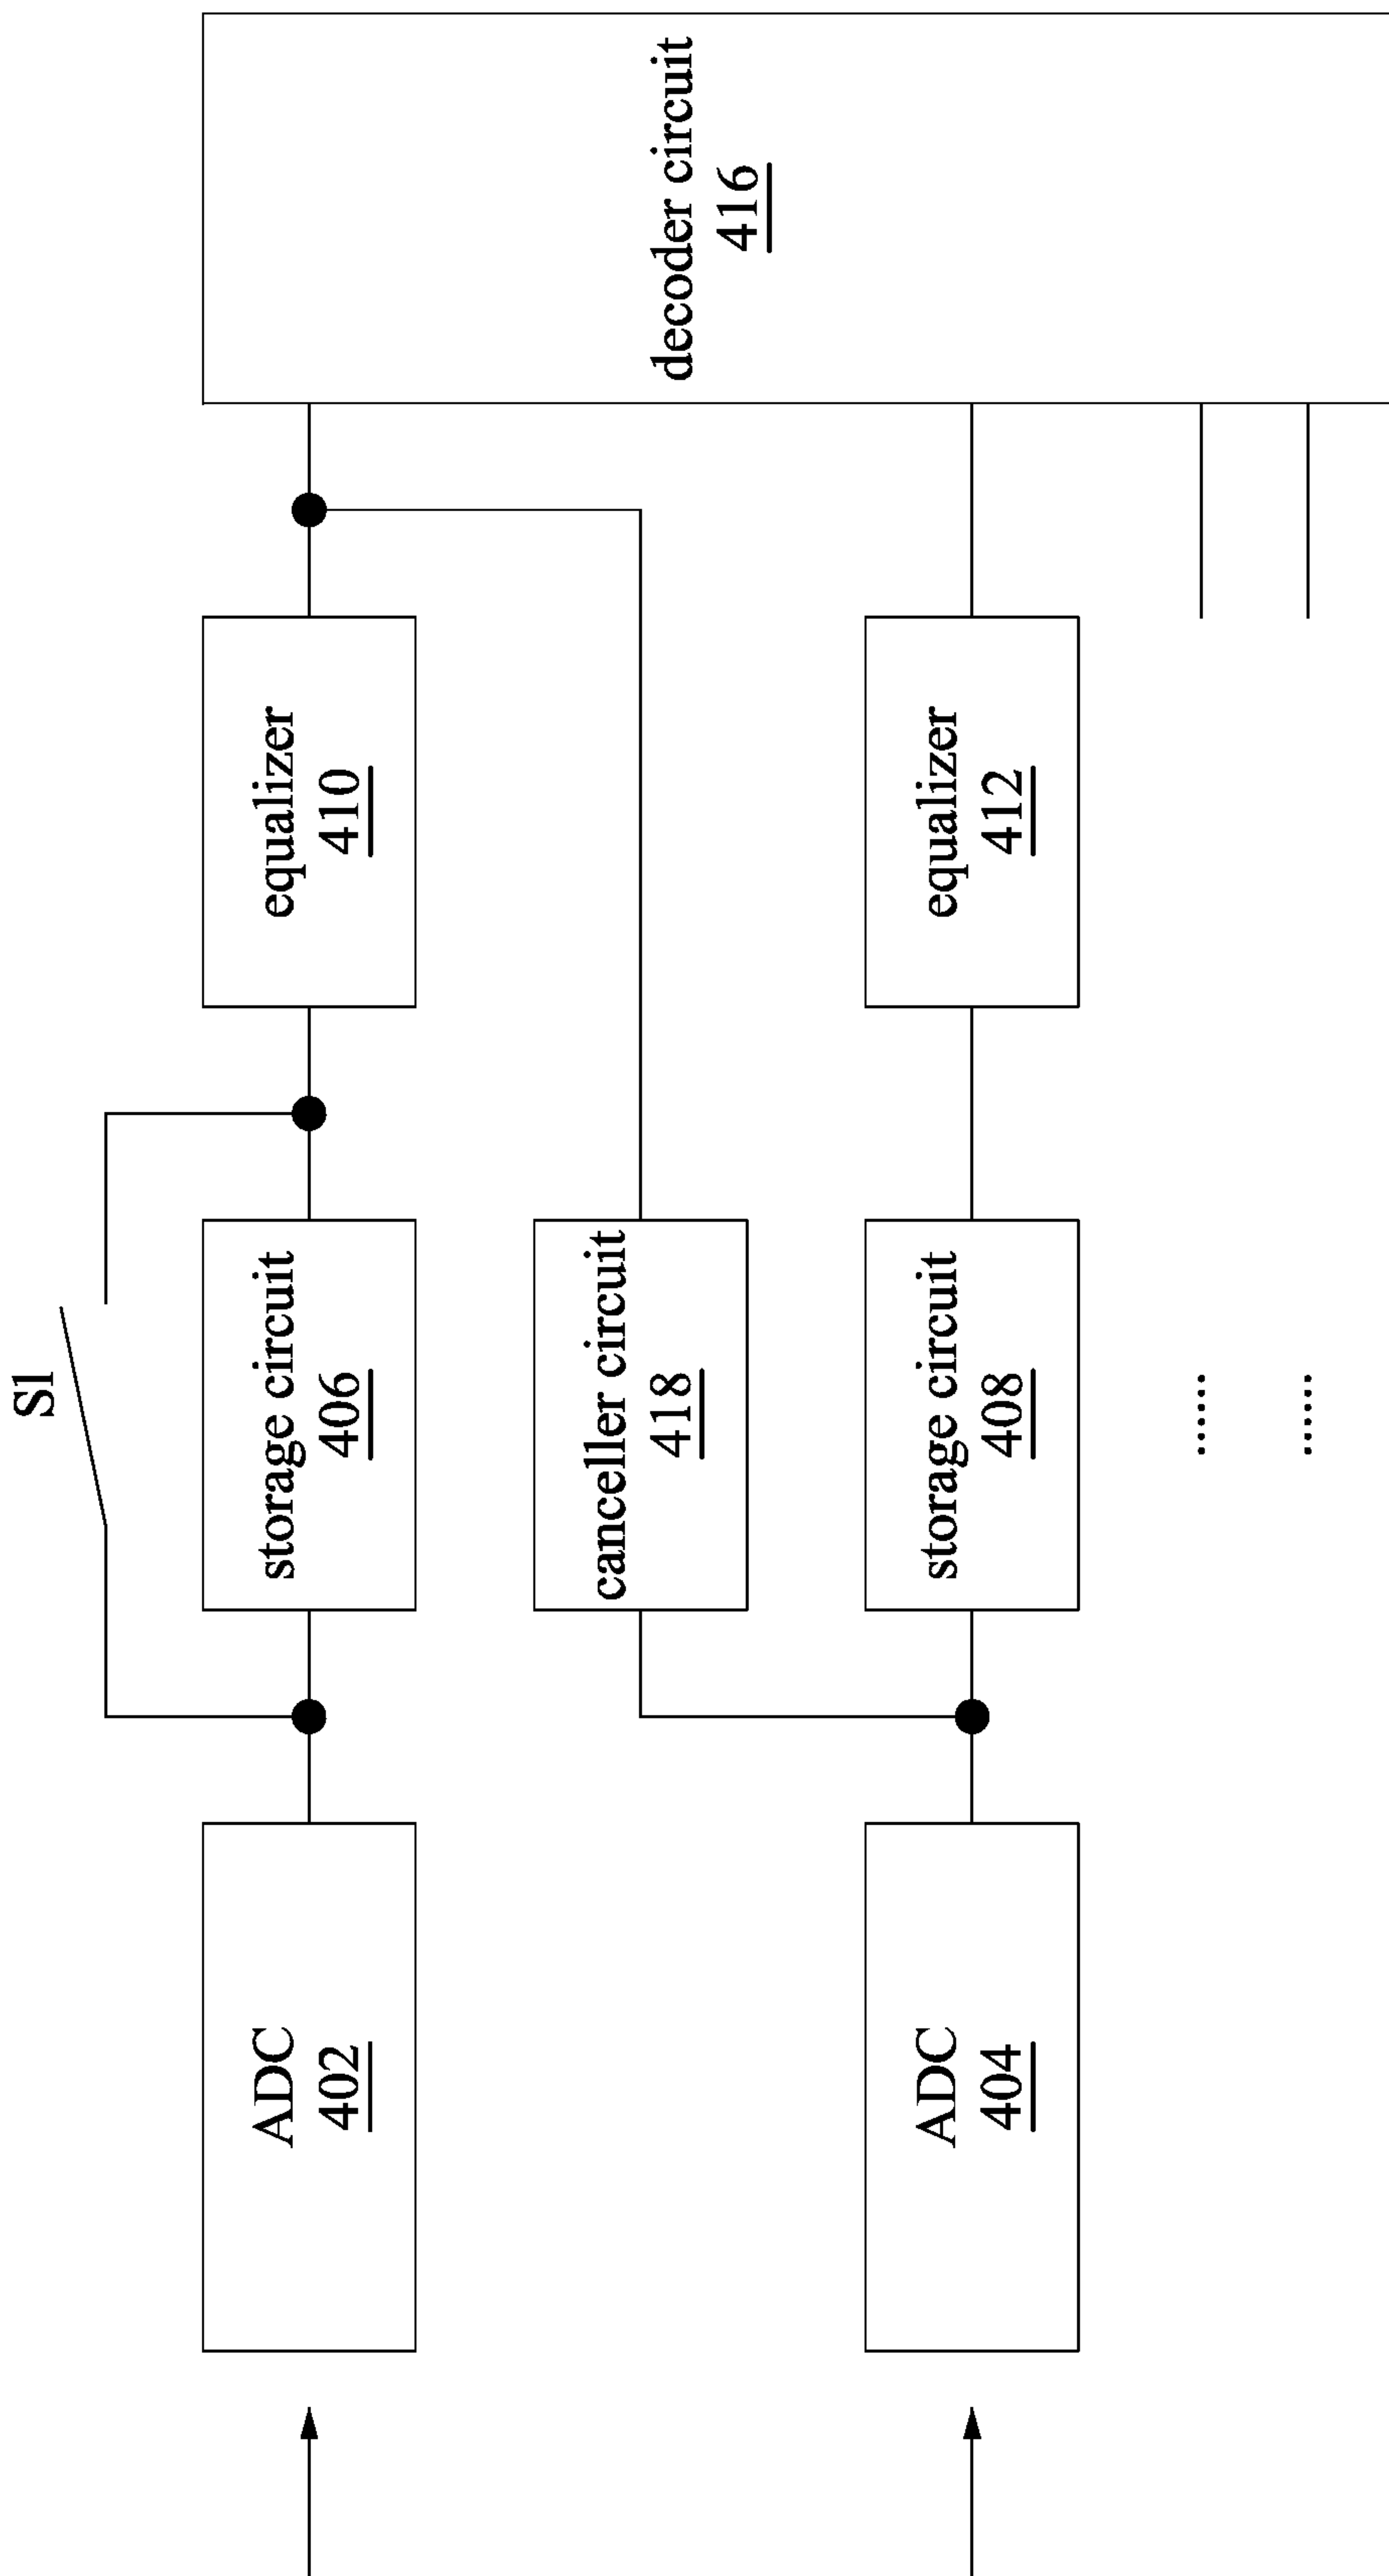 S1
ADC
402
storage circuit
406
equalizer
410
canceller circuit
418
decoder circuit
416
ADC
404
storage circuit
408
equalizer
412
......
......